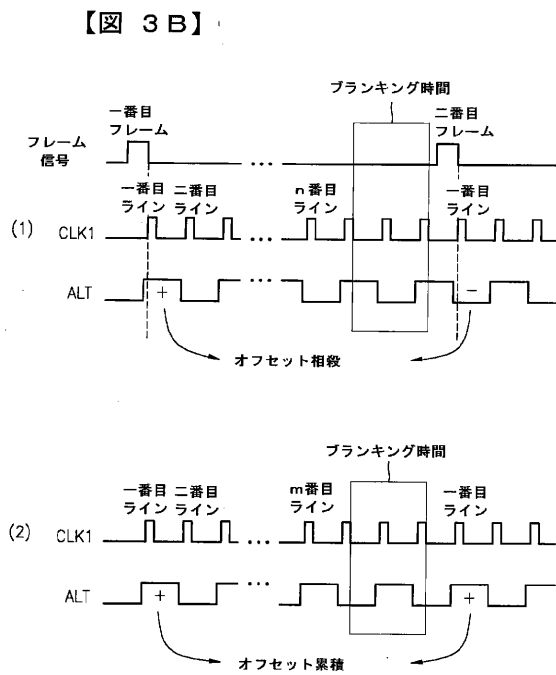 【図 3B】
ブランキング時間
一番目
フレーム
二番目
フレーム
フレーム
信号
...
一番目
ライン
二番目
ライン
n番目
ライン
一番目
ライン
(1)
CLK1
...
ALT
+
...
−
オフセット相殺
ブランキング時間
一番目
ライン
二番目
ライン
m番目
ライン
一番目
ライン
(2)
CLK1
...
ALT
+
...
+
オフセット累積